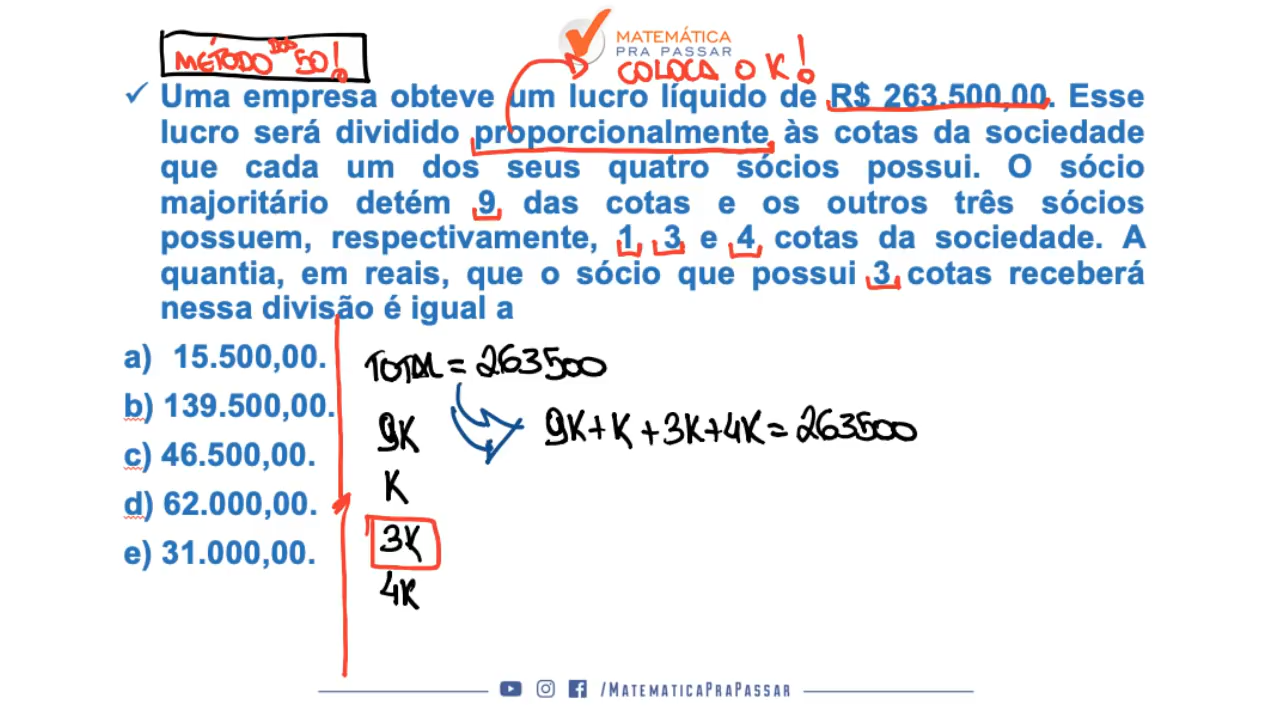 MÉTODO DOS 50!
MATEMÁTICA
PRA PASSAR
COLOCA O K!
✓ Uma empresa obteve um lucro líquido de R$ 263.500,00. Esse
lucro será dividido proporcionalmente às cotas da sociedade
que cada um dos seus quatro sócios possui. O sócio
majoritário detém 9 das cotas e os outros três sócios
possuem, respectivamente, 1, 3 e 4 cotas da sociedade. A
quantia, em reais, que o sócio que possui 3 cotas receberá
nessa divisão é igual a
a) 15.500,00.
b) 139.500,00.
c) 46.500,00.
d) 62.000,00.
e) 31.000,00.
TOTAL = 263500
9K
9K+K+3K+4K=263500
K
3K
4K
/MATEMATICAPRAPASSAR